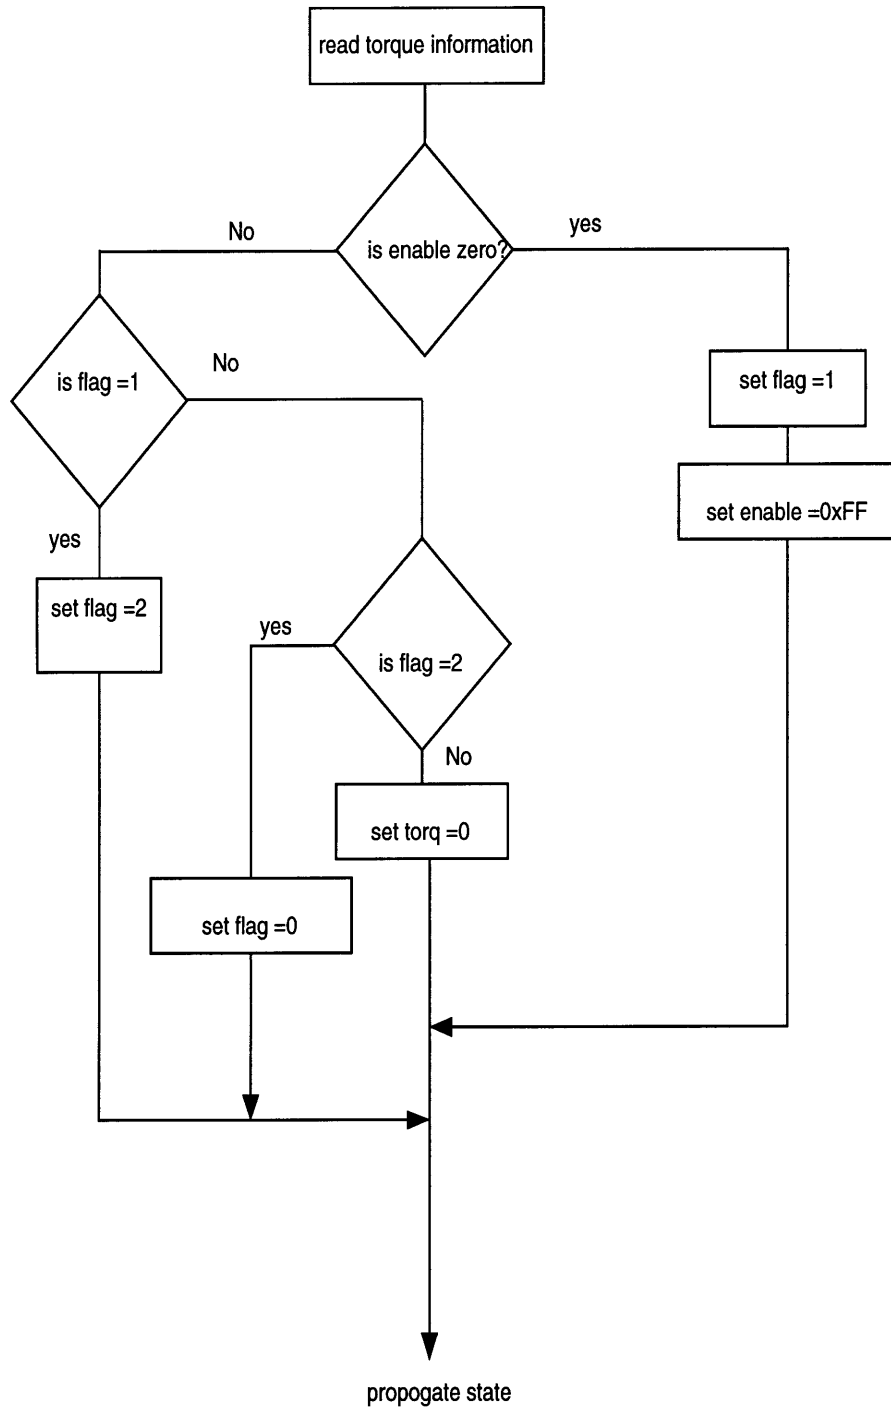 read torque information
is enable zero?
No
yes
is flag =1
No
set flag =1
set enable =0xFF
yes
set flag =2
yes
is flag =2
No
set torq =0
set flag =0
propogate state